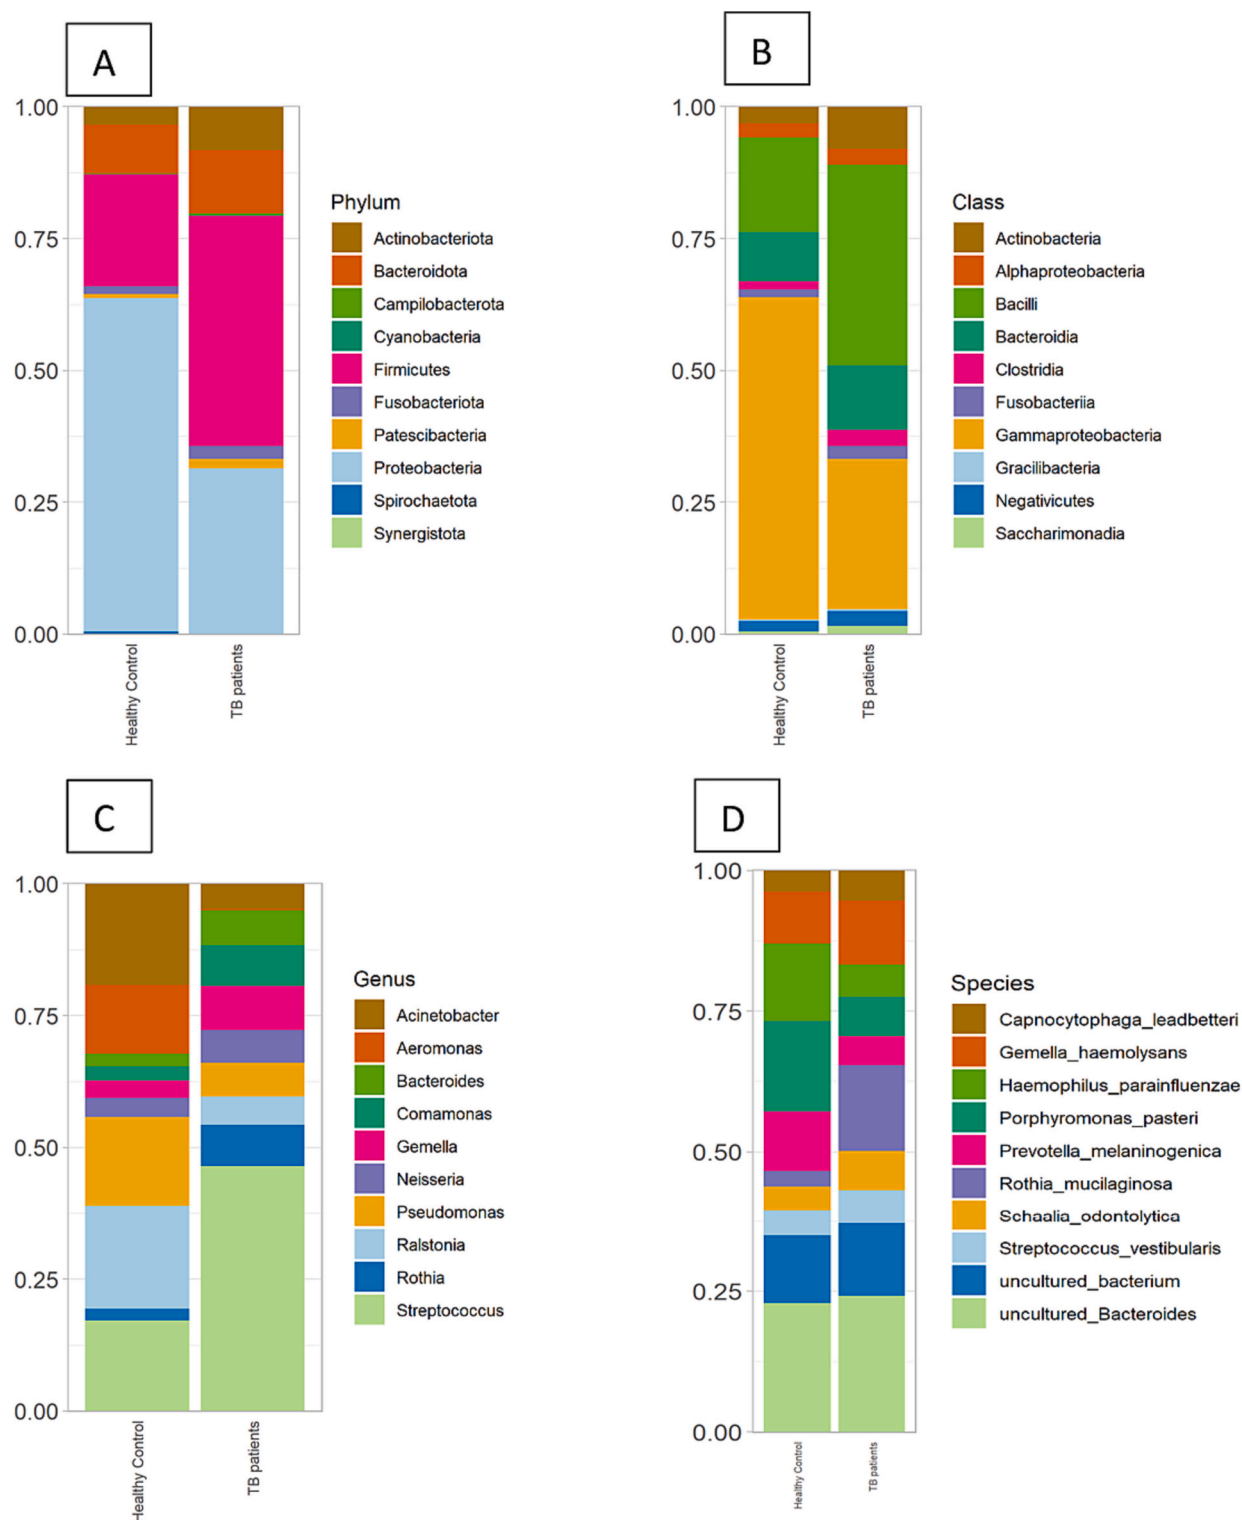 A
1.00
0.75
0.50
0.25
0.00
Healthy Control
TB patients
Phylum
Actinobacteriota
Bacteroidota
Campilobacterota
Cyanobacteria
Firmicutes
Fusobacteriota
Patescibacteria
Proteobacteria
Spirochaetota
Synergistota
B
1.00
0.75
0.50
0.25
0.00
Healthy Control
TB patients
Class
Actinobacteria
Alphaproteobacteria
Bacilli
Bacteroidia
Clostridia
Fusobacteriia
Gammaproteobacteria
Gracilibacteria
Negativicutes
Saccharimonadia
C
1.00
0.75
0.50
0.25
0.00
Healthy Control
TB patients
Genus
Acinetobacter
Aeromonas
Bacteroides
Comamonas
Gemella
Neisseria
Pseudomonas
Ralstonia
Rothia
Streptococcus
D
1.00
0.75
0.50
0.25
0.00
Healthy Control
TB patients
Species
Capnocytophaga_leadbetteri
Gemella_haemolysans
Haemophilus_parainfluenzae
Porphyromonas_pasteri
Prevotella_melaninogenica
Rothia_mucilaginosa
Schaalia_odontolytica
Streptococcus_vestibularis
uncultured_bacterium
uncultured_Bacteroides